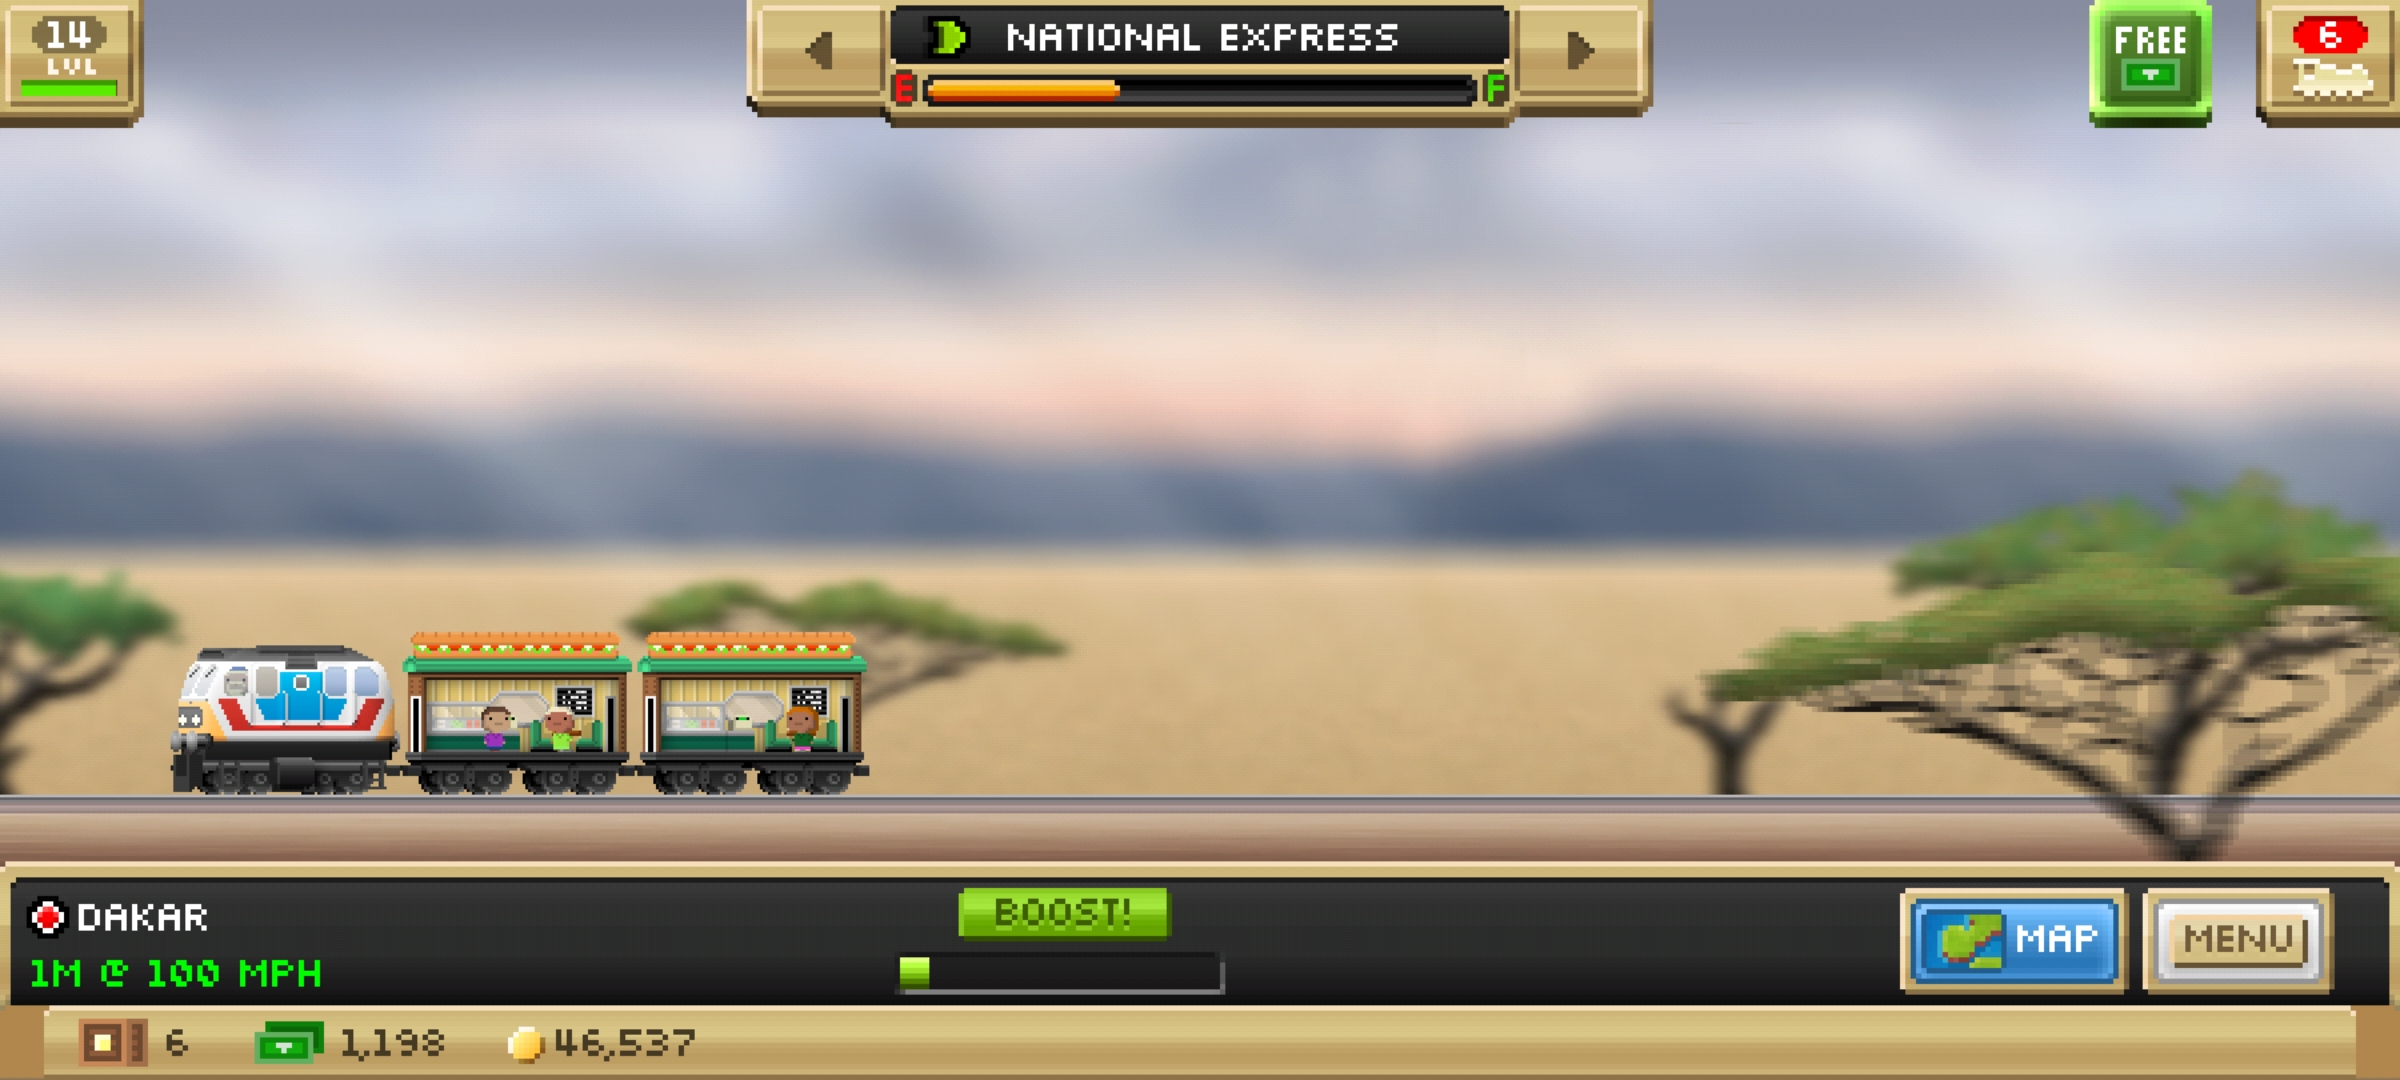 14
LVL
NATIONAL EXPRESS
E F
FREE
6
DAKAR
1M @ 100 MPH
BOOST!
MAP
MENU
6 1,198 46,537